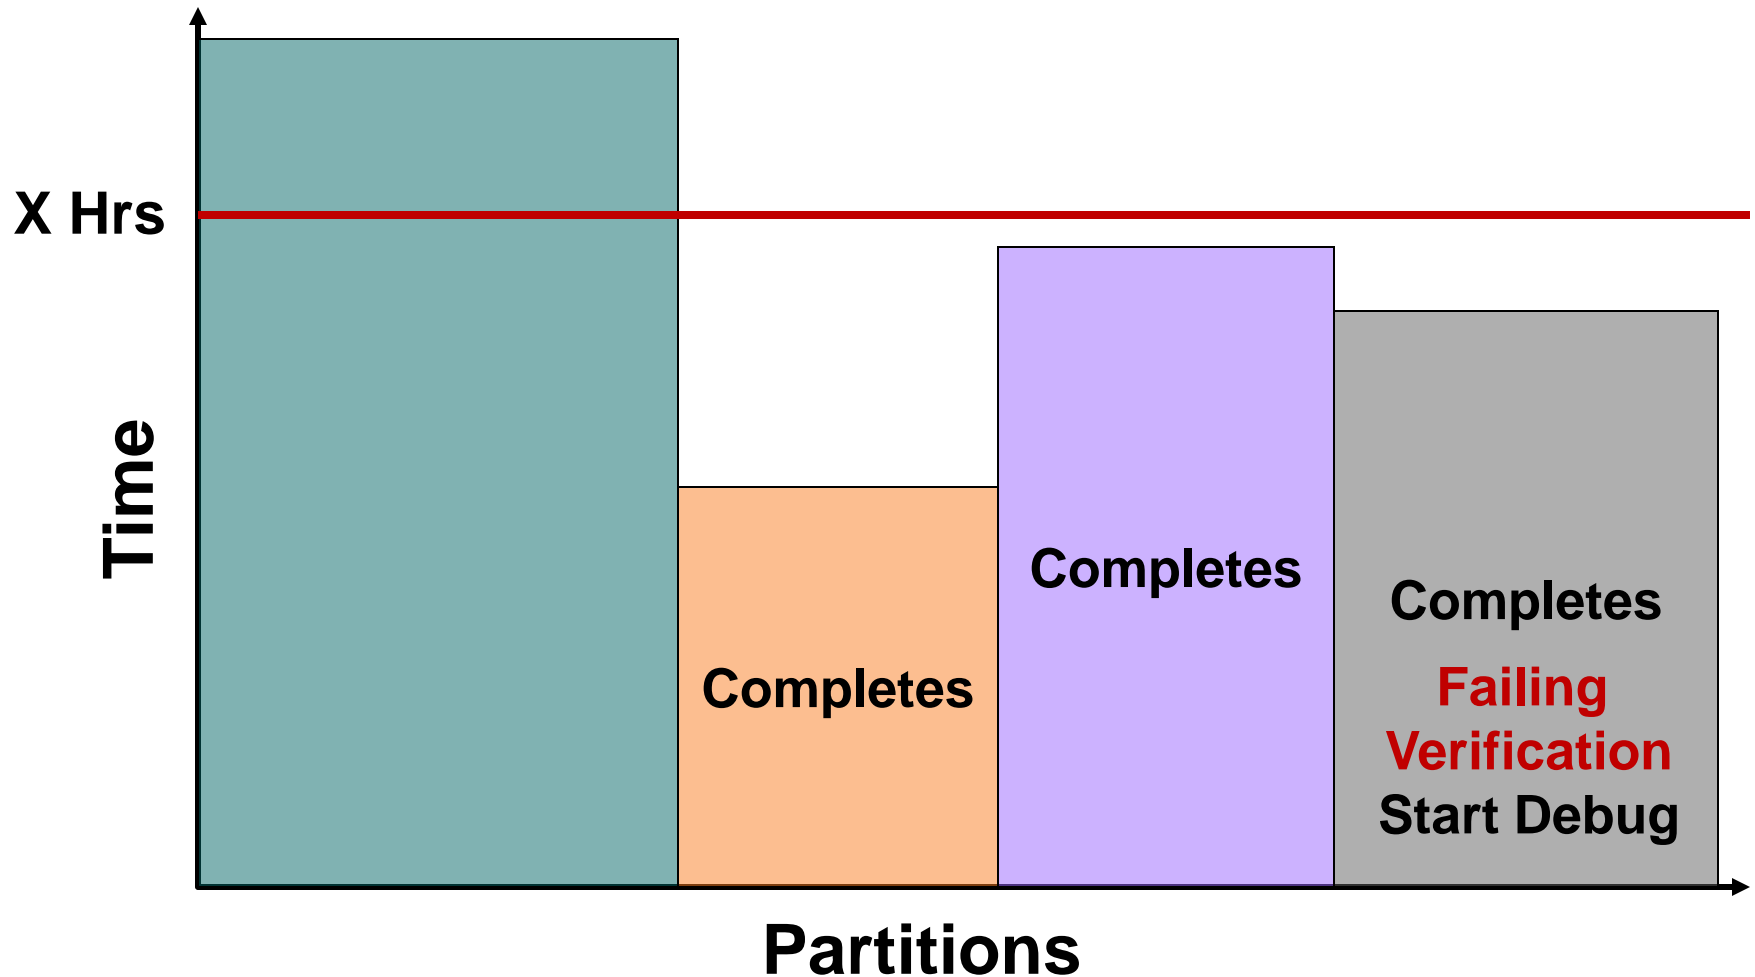 X Hrs
Time
Completes
Completes
Completes
Failing
Verification
Start Debug
Partitions